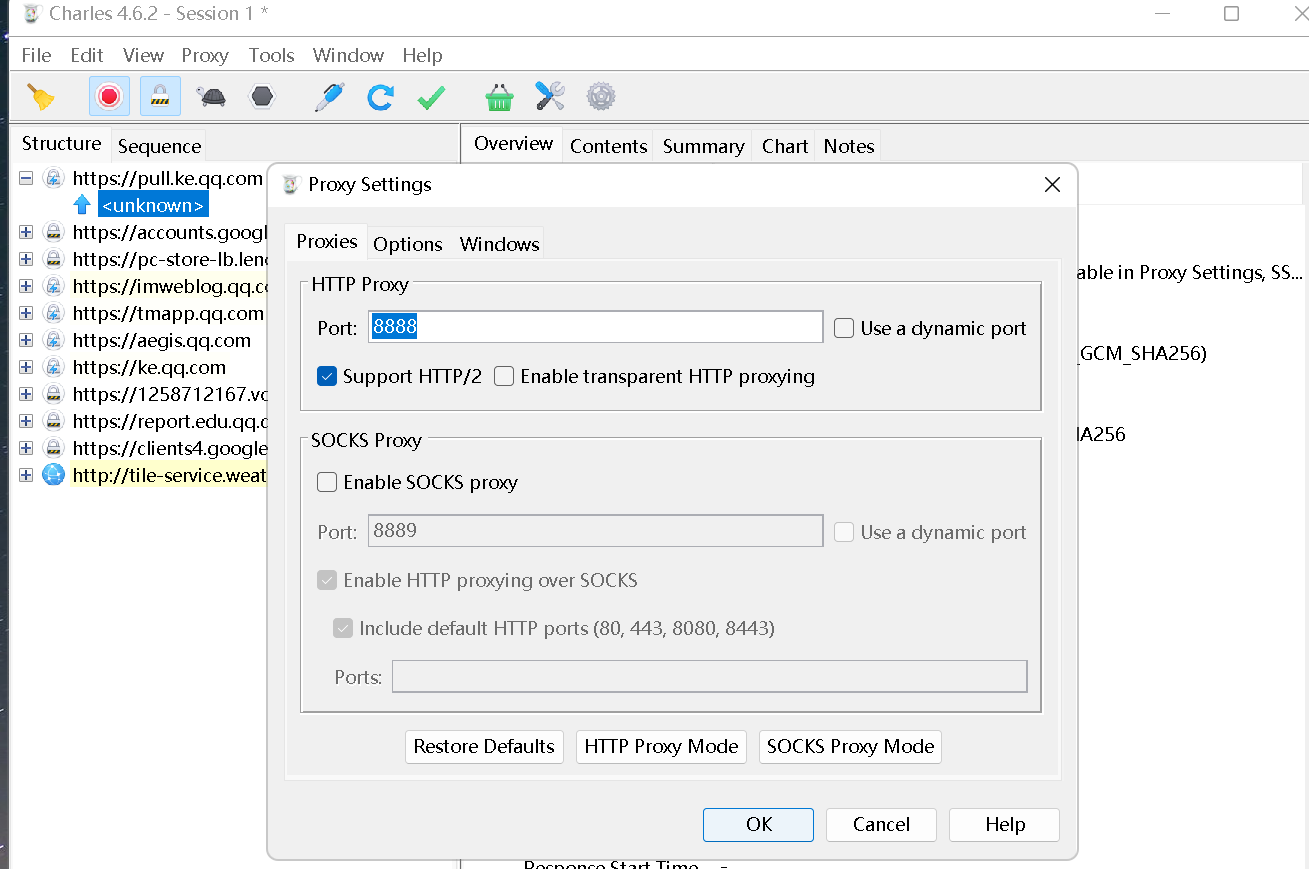 Charles 4.6.2 - Session 1 *
File Edit View Proxy Tools Window Help
Structure Sequence
Overview Contents Summary Chart Notes
https://pull.ke.qq.com
<unknown>
https://accounts.googl
https://pc-store-lb.leno
https://imweblog.qq.co
https://tmapp.qq.com
https://aegis.qq.com
https://ke.qq.com
https://1258712167.vo
https://report.edu.qq.c
https://clients4.google
http://tile-service.weat
Proxy Settings
Proxies Options Windows
HTTP Proxy
Port: 8888 Use a dynamic port
Support HTTP/2 Enable transparent HTTP proxying
SOCKS Proxy
Enable SOCKS proxy
Port: 8889 Use a dynamic port
Enable HTTP proxying over SOCKS
Include default HTTP ports (80, 443, 8080, 8443)
Ports:
Restore Defaults HTTP Proxy Mode SOCKS Proxy Mode
OK Cancel Help
able in Proxy Settings, SS...
_GCM_SHA256)
IA256
Response Start Time -